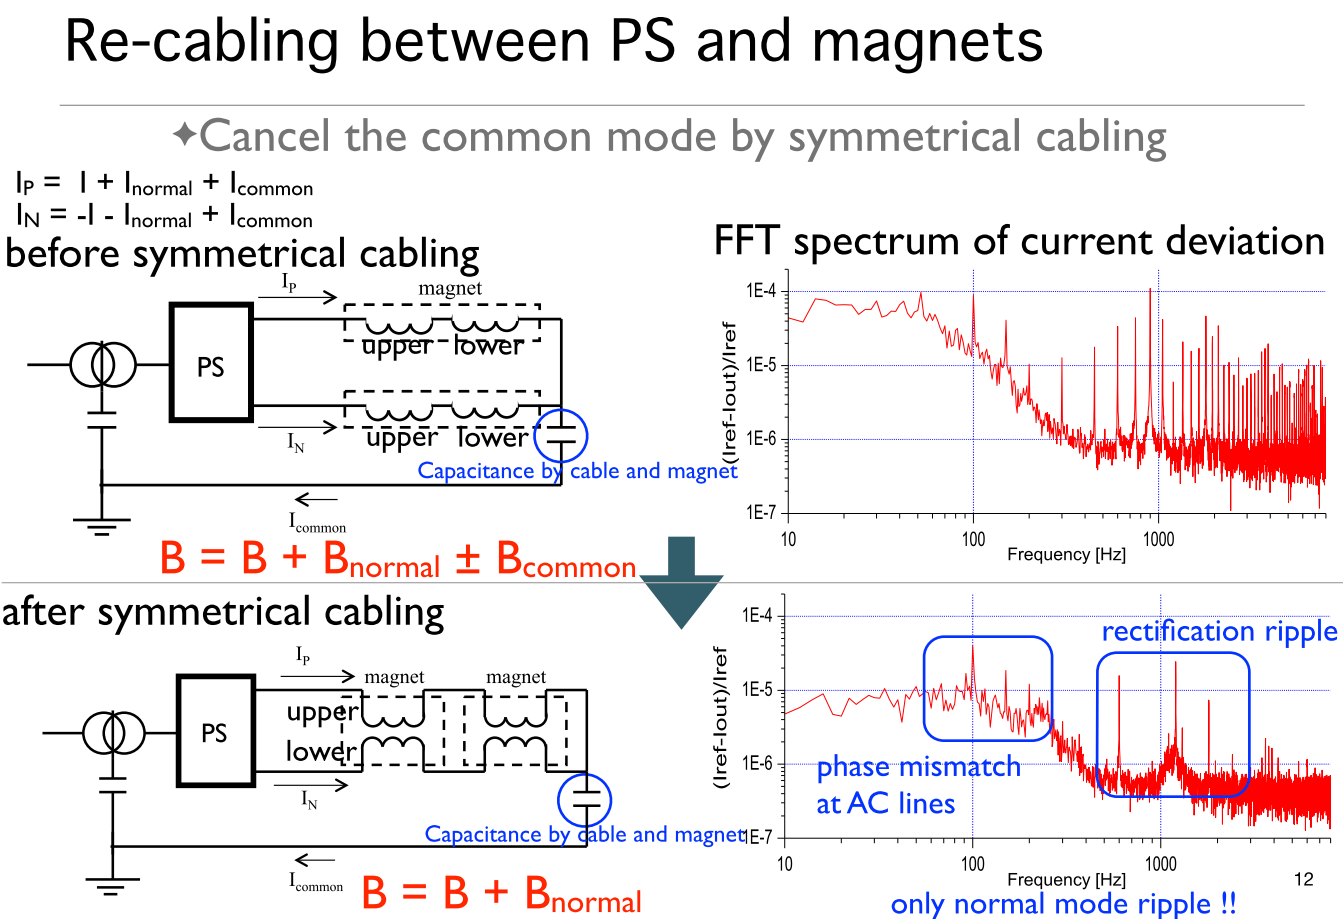 Re-cabling between PS and magnets
✦Cancel the common mode by symmetrical cabling
IP = I + Inormal + Icommon
IN = -I - Inormal + Icommon
before symmetrical cabling
IP
magnet
PS
upper lower
upper lower
IN
Capacitance by cable and magnet
Icommon
B = B + Bnormal ± Bcommon
FFT spectrum of current deviation
(Iref-Iout)/Iref
1E-4
1E-5
1E-6
1E-7
10 100 1000
Frequency [Hz]
after symmetrical cabling
IP
magnet magnet
upper
PS
lower
IN
Capacitance by cable and magnet
Icommon
B = B + Bnormal
(Iref-Iout)/Iref
1E-4
1E-5
1E-6
1E-7
rectification ripple
phase mismatch
at AC lines
10 100 1000
Frequency [Hz]
only normal mode ripple !!
12